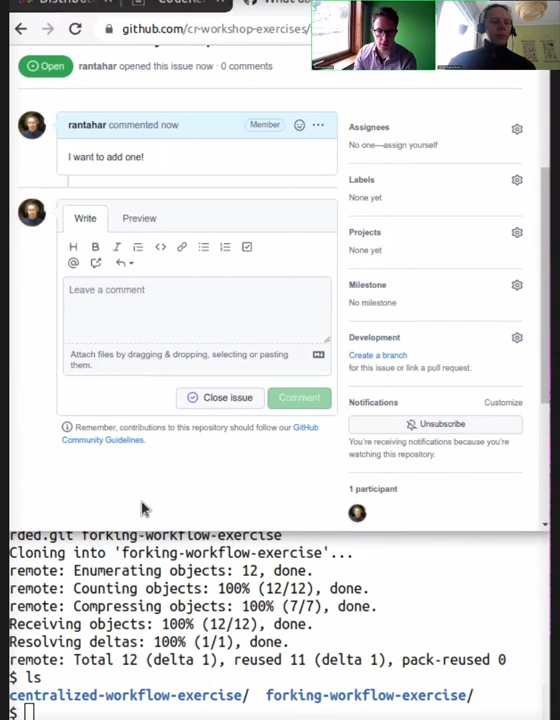 github.com/cr-workshop-exercises/
Open rantahar opened this issue now · 0 comments
rantahar commented now Member
I want to add one!
Write Preview
Leave a comment
Attach files by dragging & dropping, selecting or pasting
them.
Close issue Comment
Remember, contributions to this repository should follow our GitHub
Community Guidelines.
Assignees
No one—assign yourself
Labels
None yet
Projects
None yet
Milestone
No milestone
Development
Create a branch
for this issue or link a pull request.
Notifications Customize
Unsubscribe
You're receiving notifications because you're
watching this repository.
1 participant
rded.git forking-workflow-exercise
Cloning into 'forking-workflow-exercise'...
remote: Enumerating objects: 12, done.
remote: Counting objects: 100% (12/12), done.
remote: Compressing objects: 100% (7/7), done.
Receiving objects: 100% (12/12), done.
Resolving deltas: 100% (1/1), done.
remote: Total 12 (delta 1), reused 11 (delta 1), pack-reused 0
$ ls
centralized-workflow-exercise/ forking-workflow-exercise/
$